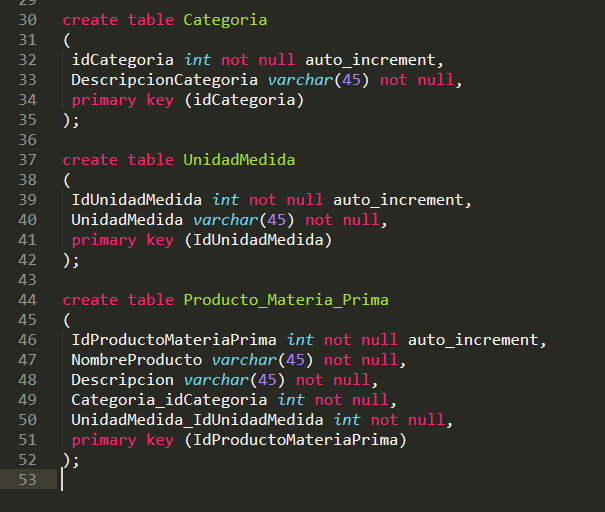 29
30 create table Categoria
31 (
32 idCategoria int not null auto_increment,
33 DescripcionCategoria varchar(45) not null,
34 primary key (idCategoria)
35 );
36
37 create table UnidadMedida
38 (
39 IdUnidadMedida int not null auto_increment,
40 UnidadMedida varchar(45) not null,
41 primary key (IdUnidadMedida)
42 );
43
44 create table Producto_Materia_Prima
45 (
46 IdProductoMateriaPrima int not null auto_increment,
47 NombreProducto varchar(45) not null,
48 Descripcion varchar(45) not null,
49 Categoria_idCategoria int not null,
50 UnidadMedida_IdUnidadMedida int not null,
51 primary key (IdProductoMateriaPrima)
52 );
53